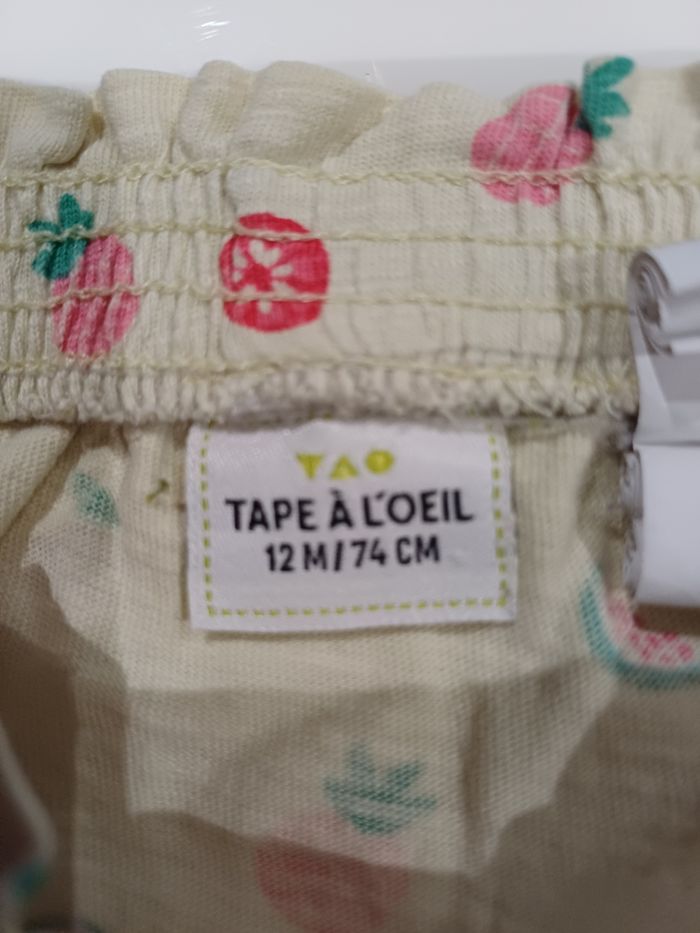 TAO
TAPE À L'OEIL
12 M / 74 CM